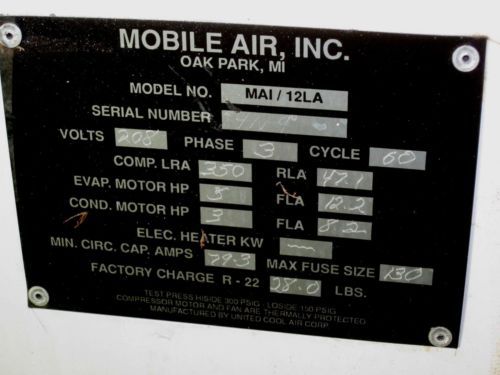 MOBILE AIR, INC.
OAK PARK, MI
MODEL NO. MAI / 12LA
SERIAL NUMBER
VOLTS 208 PHASE 3 CYCLE 60
COMP. LRA 350 RLA 47.1
EVAP. MOTOR HP 5 FLA 12.2
COND. MOTOR HP 3 FLA 8.2
ELEC. HEATER KW —
MIN. CIRC. CAP. AMPS 79.3 MAX FUSE SIZE 130
FACTORY CHARGE R - 22 28.0 LBS.
TEST PRESS HISIDE 300 PSIG LOSIDE 150 PSIG
COMPRESSOR MOTOR AND FAN ARE THERMALLY PROTECTED
MANUFACTURED BY UNITED COOL AIR CORP.